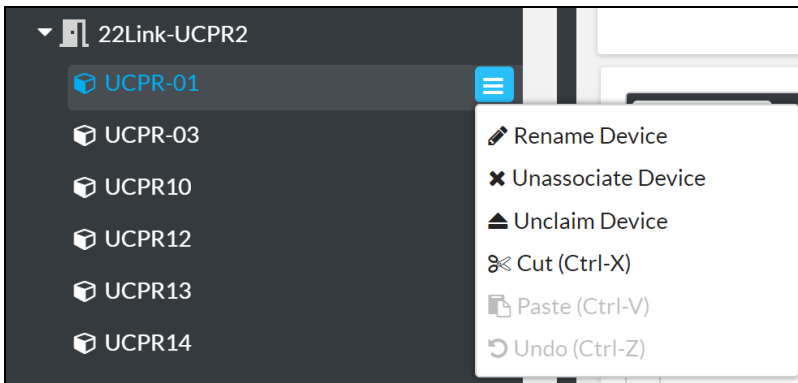 22Link-UCPR2
UCPR-01
UCPR-03
UCPR10
UCPR12
UCPR13
UCPR14
Rename Device
Unassociate Device
Unclaim Device
Cut (Ctrl-X)
Paste (Ctrl-V)
Undo (Ctrl-Z)